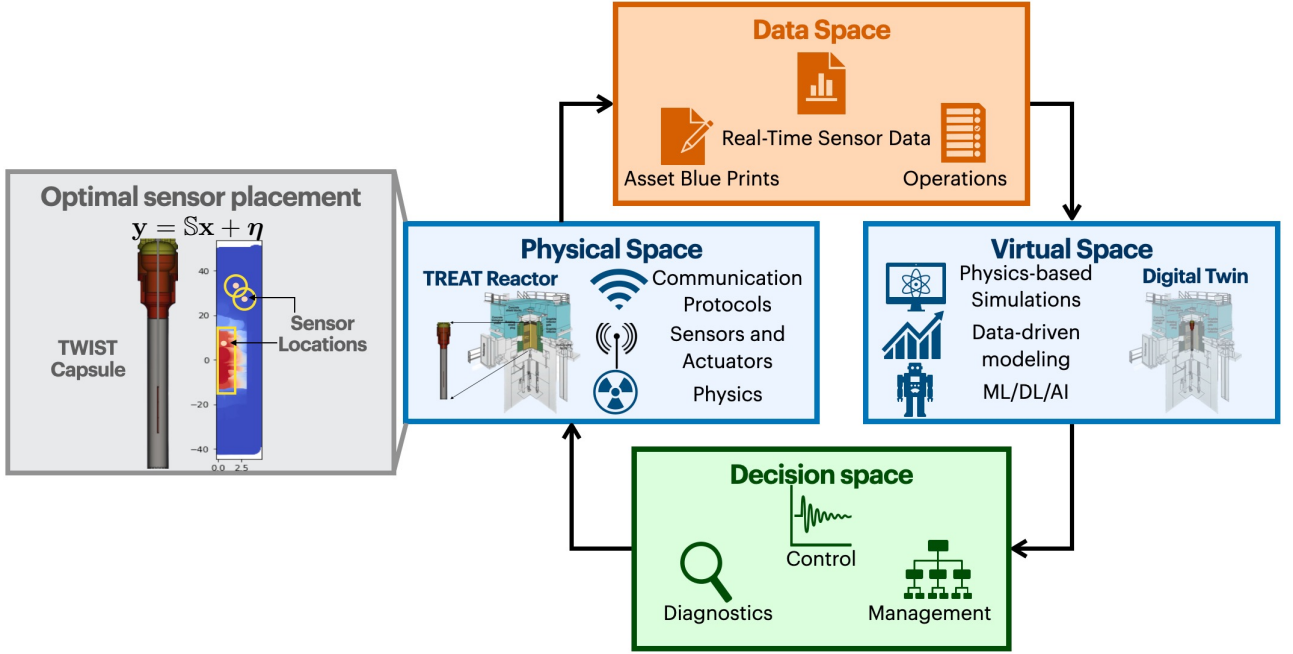 Data Space
Real-Time Sensor Data
Asset Blue Prints
Operations
Optimal sensor placement
y = 𝕊x + η
40
20
0
−20
−40
0.0 2.5
Sensor
Locations
TWIST
Capsule
Physical Space
TREAT Reactor
Communication
Protocols
Sensors and
Actuators
Physics
Virtual Space
Physics-based
Simulations
Digital Twin
Data-driven
modeling
ML/DL/AI
Decision space
Control
Diagnostics
Management